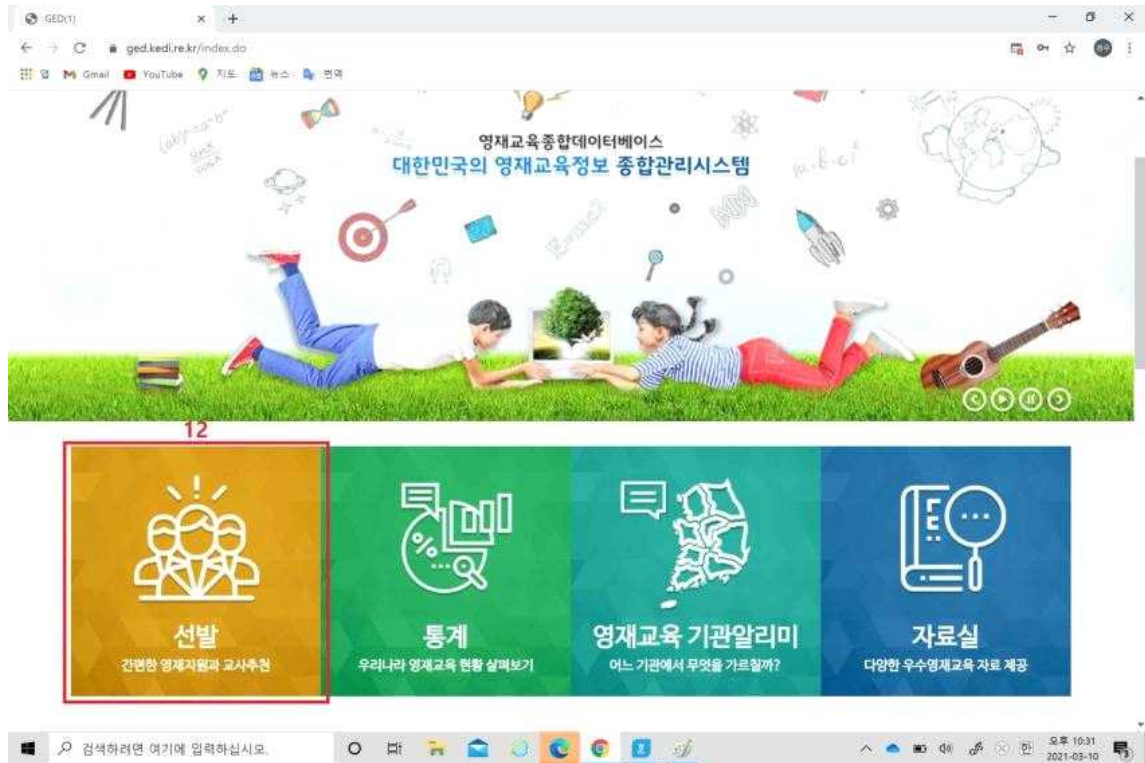 GED(1)
ged.kedi.re.kr/index.do
앱 Gmail YouTube 지도 뉴스 번역
영재교육종합데이터베이스
대한민국의 영재교육정보 종합관리시스템
12
선발
간편한 영재지원과 교사추천
통계
우리나라 영재교육 현황 살펴보기
영재교육 기관알리미
어느 기관에서 무엇을 가르칠까?
자료실
다양한 우수영재교육 자료 제공
검색하려면 여기에 입력하십시오.
한
오후 10:31
2021-03-10